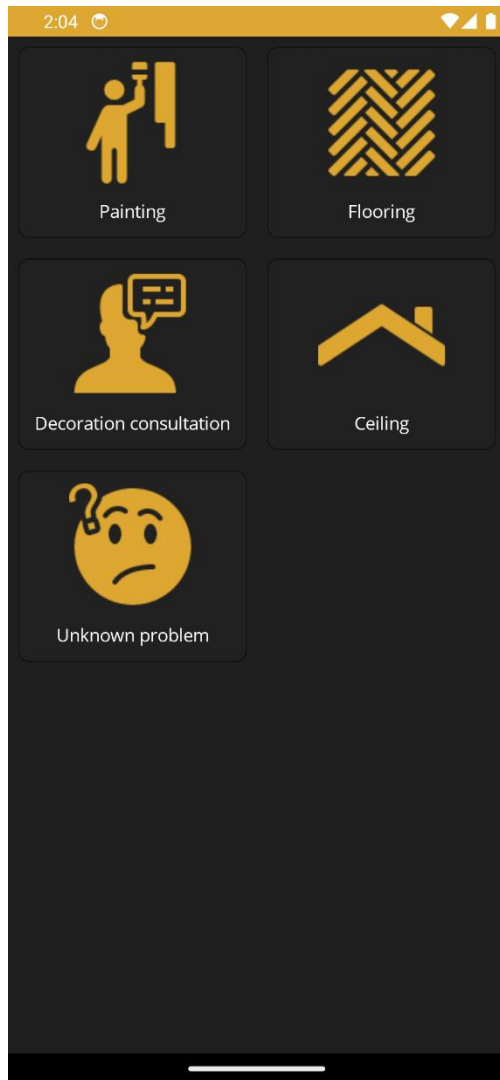 2:04
Painting
Flooring
Decoration consultation
Ceiling
Unknown problem